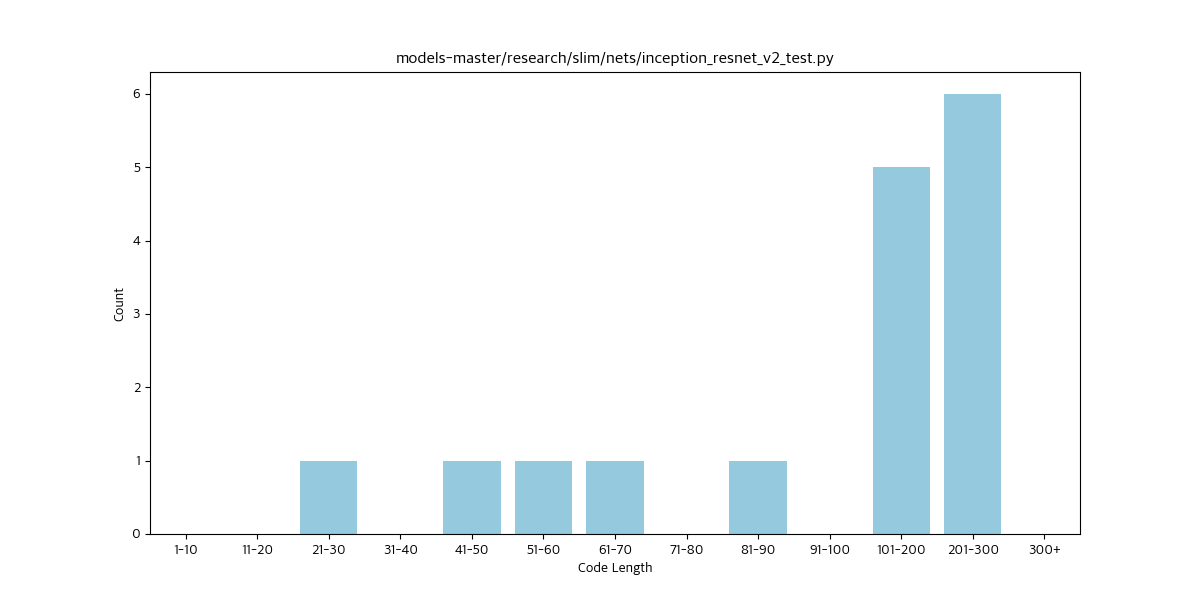 models-master/research/slim/nets/inception_resnet_v2_test.py
6
5
4
3
2
1
0
Count
1-10 11-20 21-30 31-40 41-50 51-60 61-70 71-80 81-90 91-100 101-200 201-300 300+
Code Length